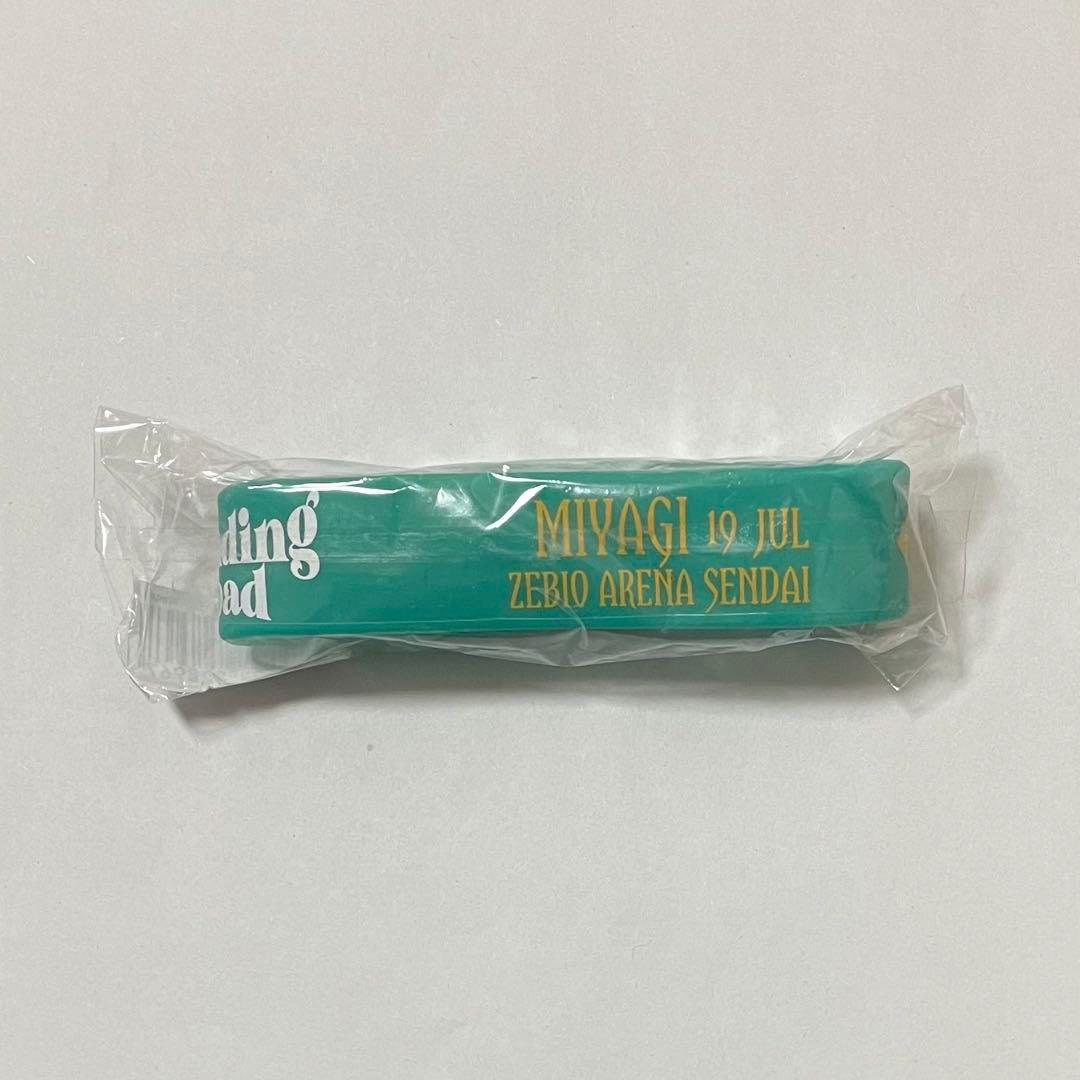 ding
oad
MIYAGI 19 JUL
ZEBIO ARENA SENDAI